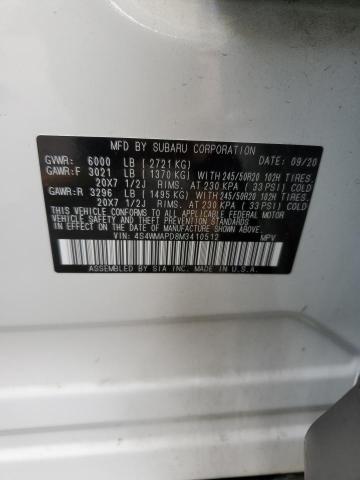 MFD BY SUBARU CORPORATION
GVWR: 6000 LB (2721 KG) DATE: 09/20
GAWR:F 3021 LB (1370 KG) WITH 245/50R20 102H TIRES.
20X7 1/2J RIMS. AT 230 KPA (33 PSI) COLD
GAWR:R 3296 LB (1495 KG) WITH 245/50R20 102H TIRES.
20X7 1/2J RIMS. AT 230 KPA (33 PSI) COLD
THIS VEHICLE CONFORMS TO ALL APPLICABLE FEDERAL MOTOR
VEHICLE SAFETY STANDARDS IN EFFECT ON THE DATE OF
MANUFACTURE SHOWN ABOVE.
VIN: 4S4WMAPD8M3410512 MPV
ASSEMBLED BY SIA INC. MADE IN U.S.A.